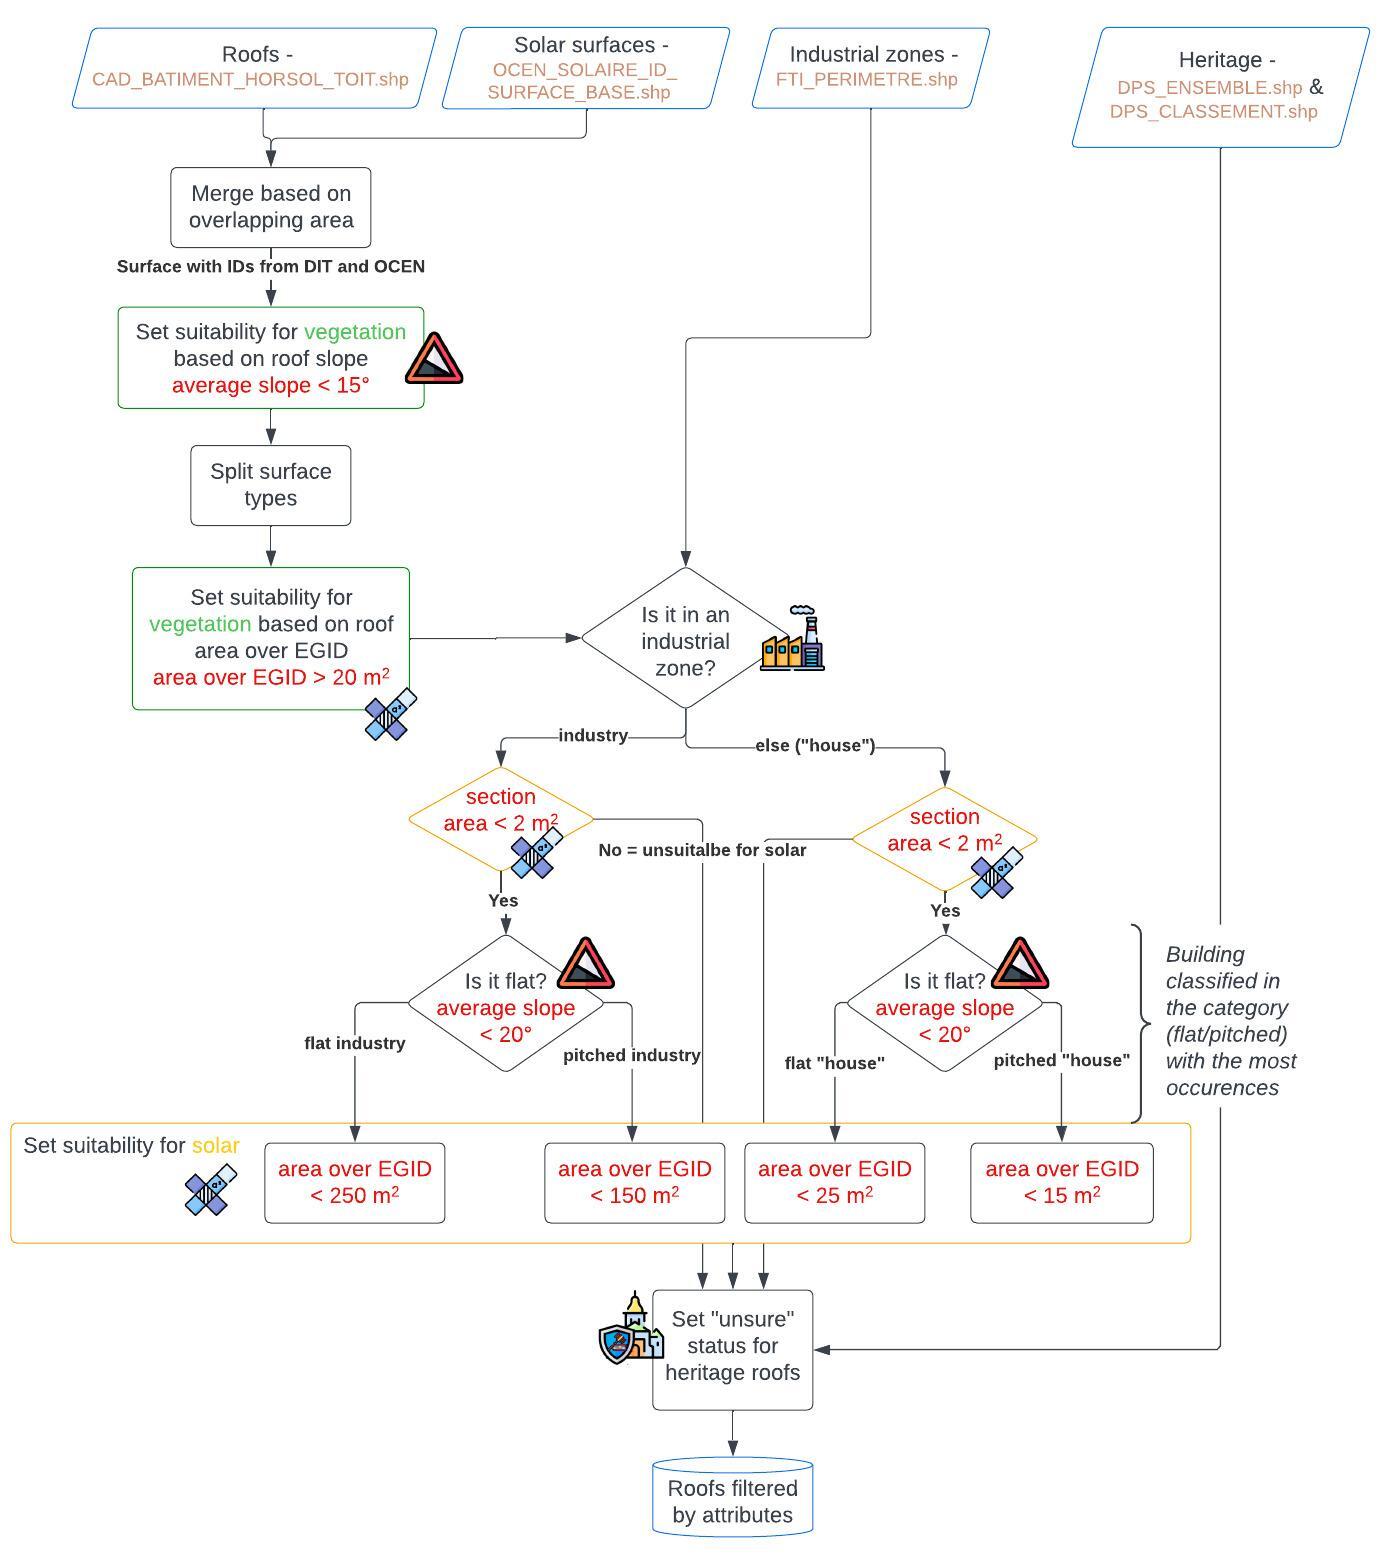 Roofs -
CAD_BATIMENT_HORSOL_TOIT.shp
Solar surfaces -
OCEN_SOLAIRE_ID_
SURFACE_BASE.shp
Industrial zones -
FTI_PERIMETRE.shp
Heritage -
DPS_ENSEMBLE.shp &
DPS_CLASSEMENT.shp
Merge based on
overlapping area
Surface with IDs from DIT and OCEN
Set suitability for vegetation
based on roof slope
average slope < 15°
Split surface
types
Set suitability for
vegetation based on roof
area over EGID
area over EGID > 20 m²
Is it in an
industrial
zone?
industry
else ("house")
section
area < 2 m²
section
area < 2 m²
No = unsuitalbe for solar
Yes
Yes
Is it flat?
average slope
< 20°
Is it flat?
average slope
< 20°
flat industry
pitched industry
flat "house"
pitched "house"
Building
classified in
the category
(flat/pitched)
with the most
occurences
Set suitability for solar
area over EGID
< 250 m²
area over EGID
< 150 m²
area over EGID
< 25 m²
area over EGID
< 15 m²
Set "unsure"
status for
heritage roofs
Roofs filtered
by attributes